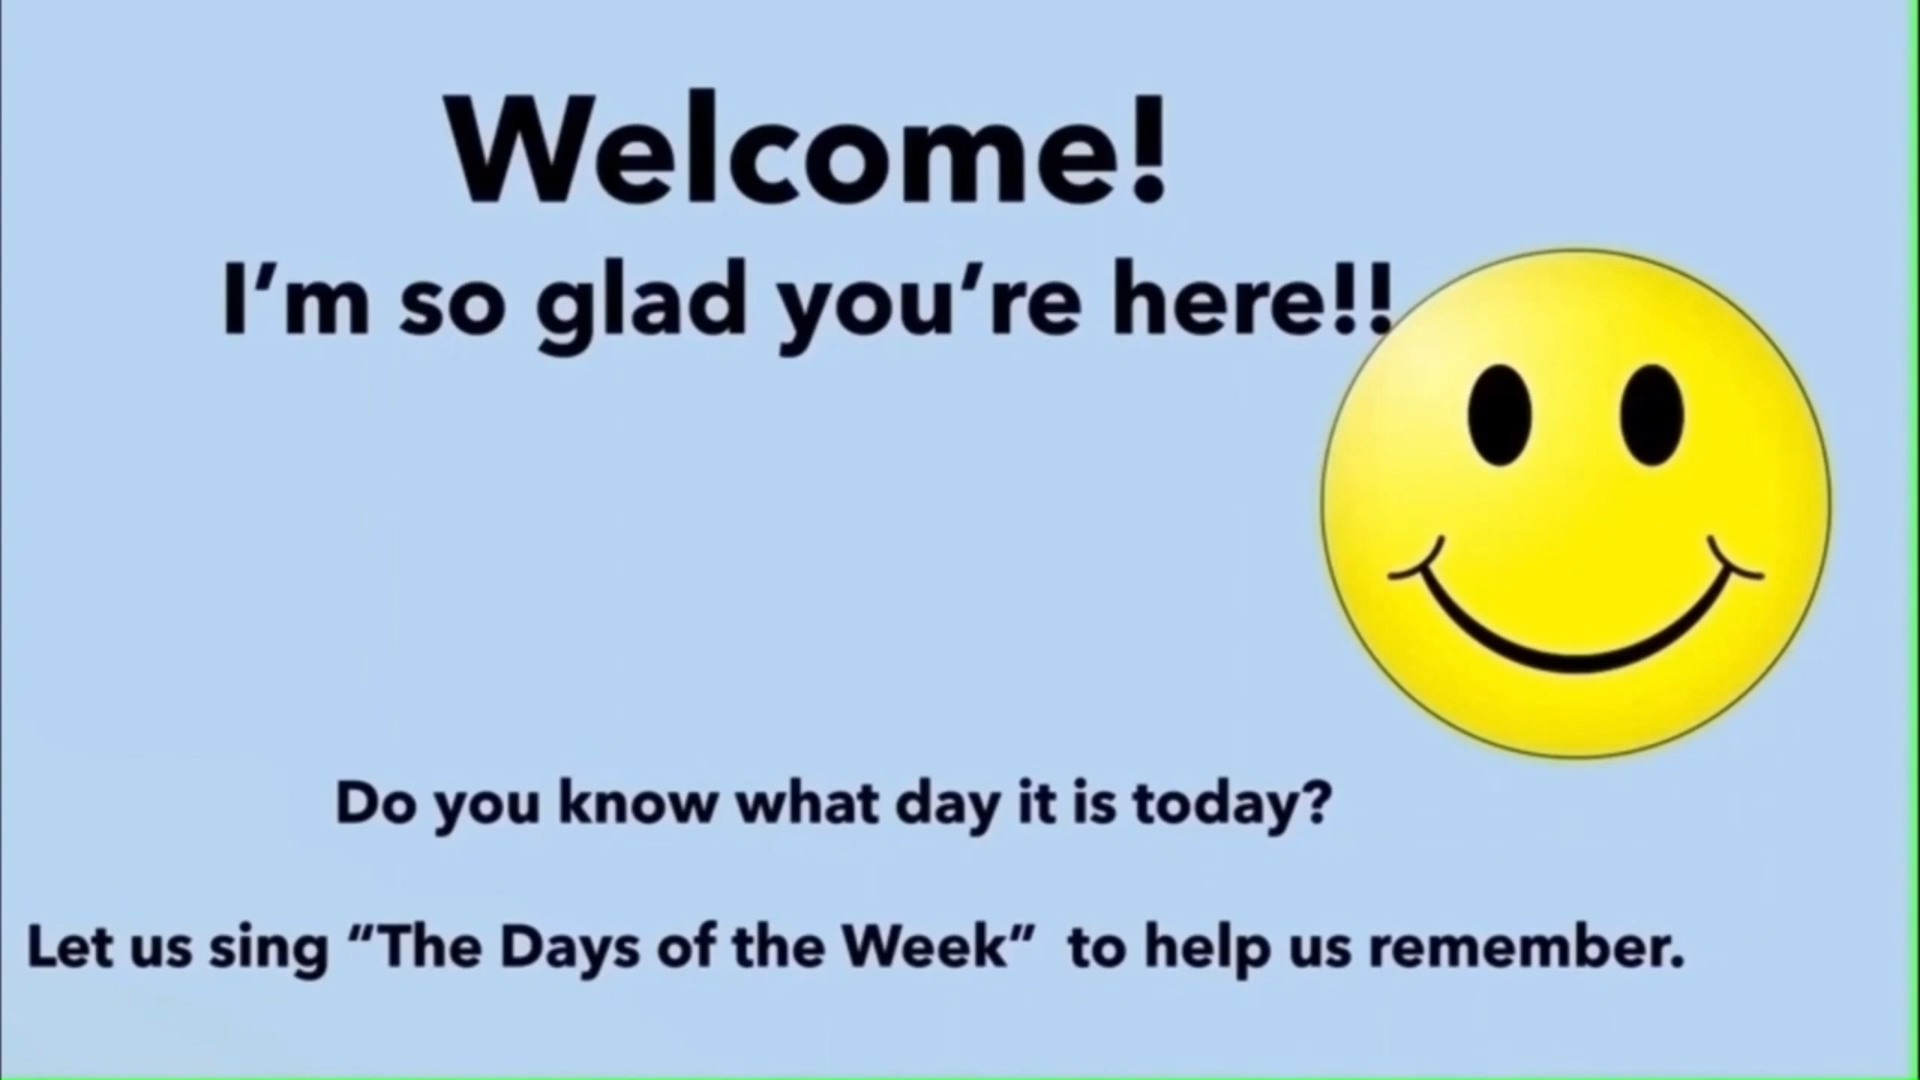 Welcome!
I’m so glad you’re here!!
Do you know what day it is today?
Let us sing “The Days of the Week”  to help us remember.